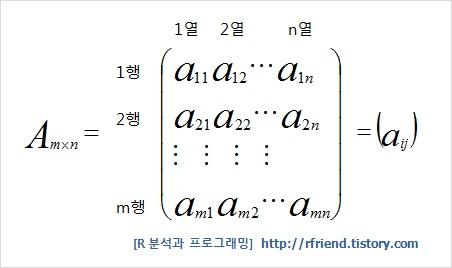 1열 2열 n열
1행 a11 a12 ⋯ a1n
A m×n = 2행 a21 a22 ⋯ a2n = (aij)
⋮ ⋮ ⋮ ⋮
m행 am1 am2 ⋯ amn
[R 분석과 프로그래밍] http://rfriend.tistory.com